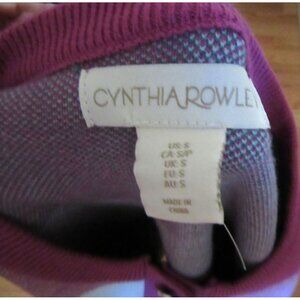 CYNTHIA ROWLEY
US: S
CA: S/P
UK: S
EU: S
AU: S
MADE IN
CHINA